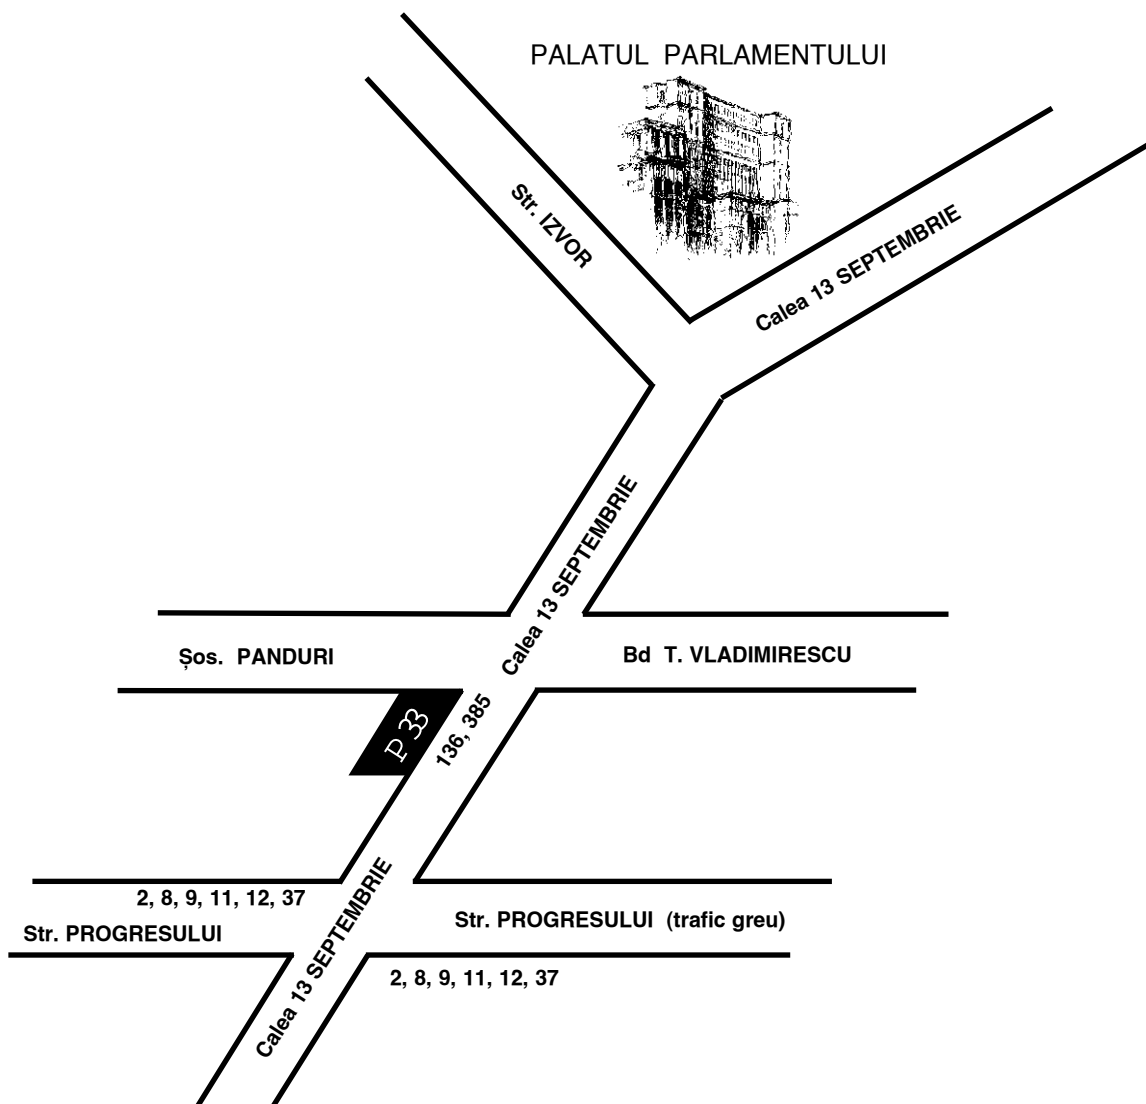 PALATUL PARLAMENTULUI
Str. IZVOR
Calea 13 SEPTEMBRIE
Calea 13 SEPTEMBRIE
Șos. PANDURI
Bd T. VLADIMIRESCU
P 33
136, 385
2, 8, 9, 11, 12, 37
Str. PROGRESULUI
Calea 13 SEPTEMBRIE
Str. PROGRESULUI (trafic greu)
2, 8, 9, 11, 12, 37